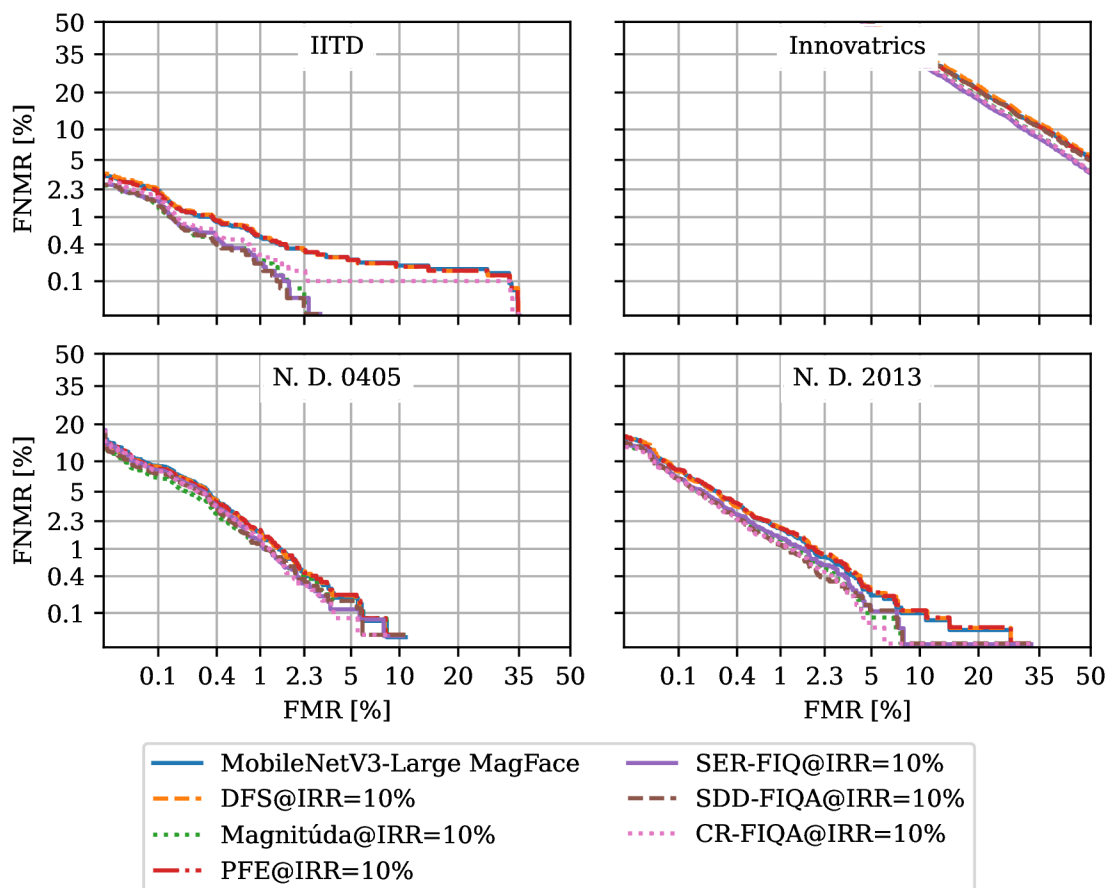 IITD
Innovatrics
FNMR [%]
50
35
20
10
5
2.3
1
0.4
0.1
N. D. 0405
N. D. 2013
FNMR [%]
50
35
20
10
5
2.3
1
0.4
0.1
0.1 0.4 1 2.3 5 10 20 35 50
0.1 0.4 1 2.3 5 10 20 35 50
FMR [%]
FMR [%]
MobileNetV3-Large MagFace
DFS@IRR=10%
Magnitúda@IRR=10%
PFE@IRR=10%
SER-FIQ@IRR=10%
SDD-FIQA@IRR=10%
CR-FIQA@IRR=10%